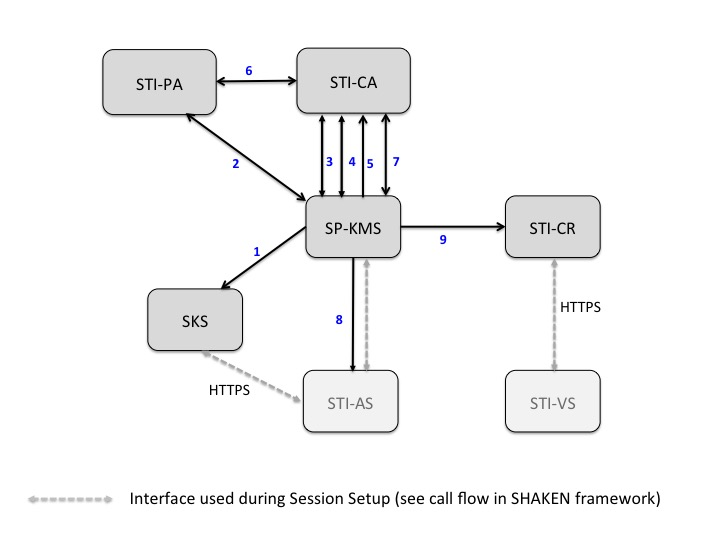 STI-PA
6
STI-CA
2
3
4
5
7
SP-KMS
STI-CR
9
1
HTTPS
SKS
8
HTTPS
STI-AS
STI-VS
Interface used during Session Setup (see call flow in SHAKEN framework)